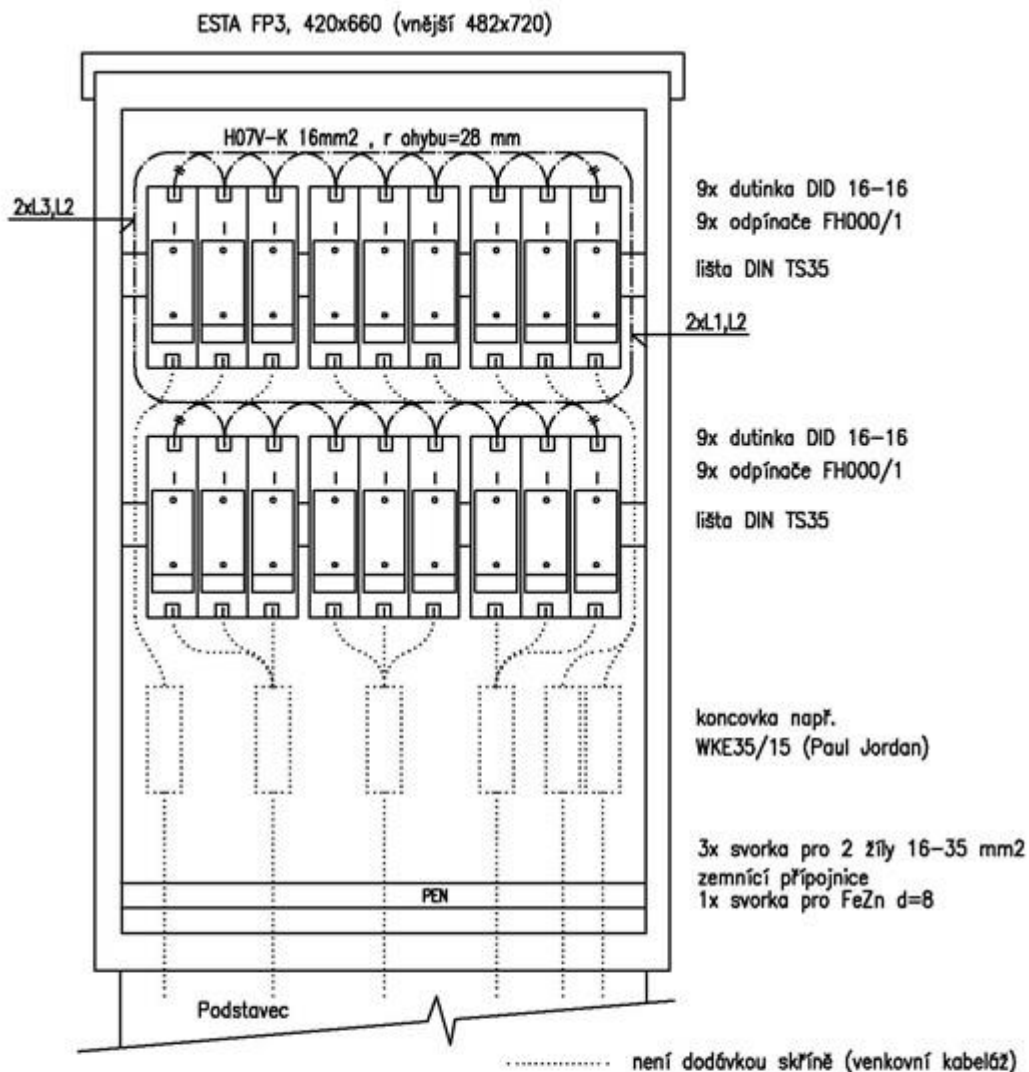 ESTA FP3, 420x660 (vnější 482x720)
H07V-K 16mm2 , r ohybu=28 mm
2xL3,L2
9x dutinka DID 16-16
9x odpínače FH000/1
lišta DIN TS35
2xL1,L2
9x dutinka DID 16-16
9x odpínače FH000/1
lišta DIN TS35
koncovka např.
WKE35/15 (Paul Jordan)
3x svorka pro 2 žíly 16-35 mm2
zemnící přípojnice
1x svorka pro FeZn d=8
PEN
Podstavec
není dodávkou skříně (venkovní kabeláž)